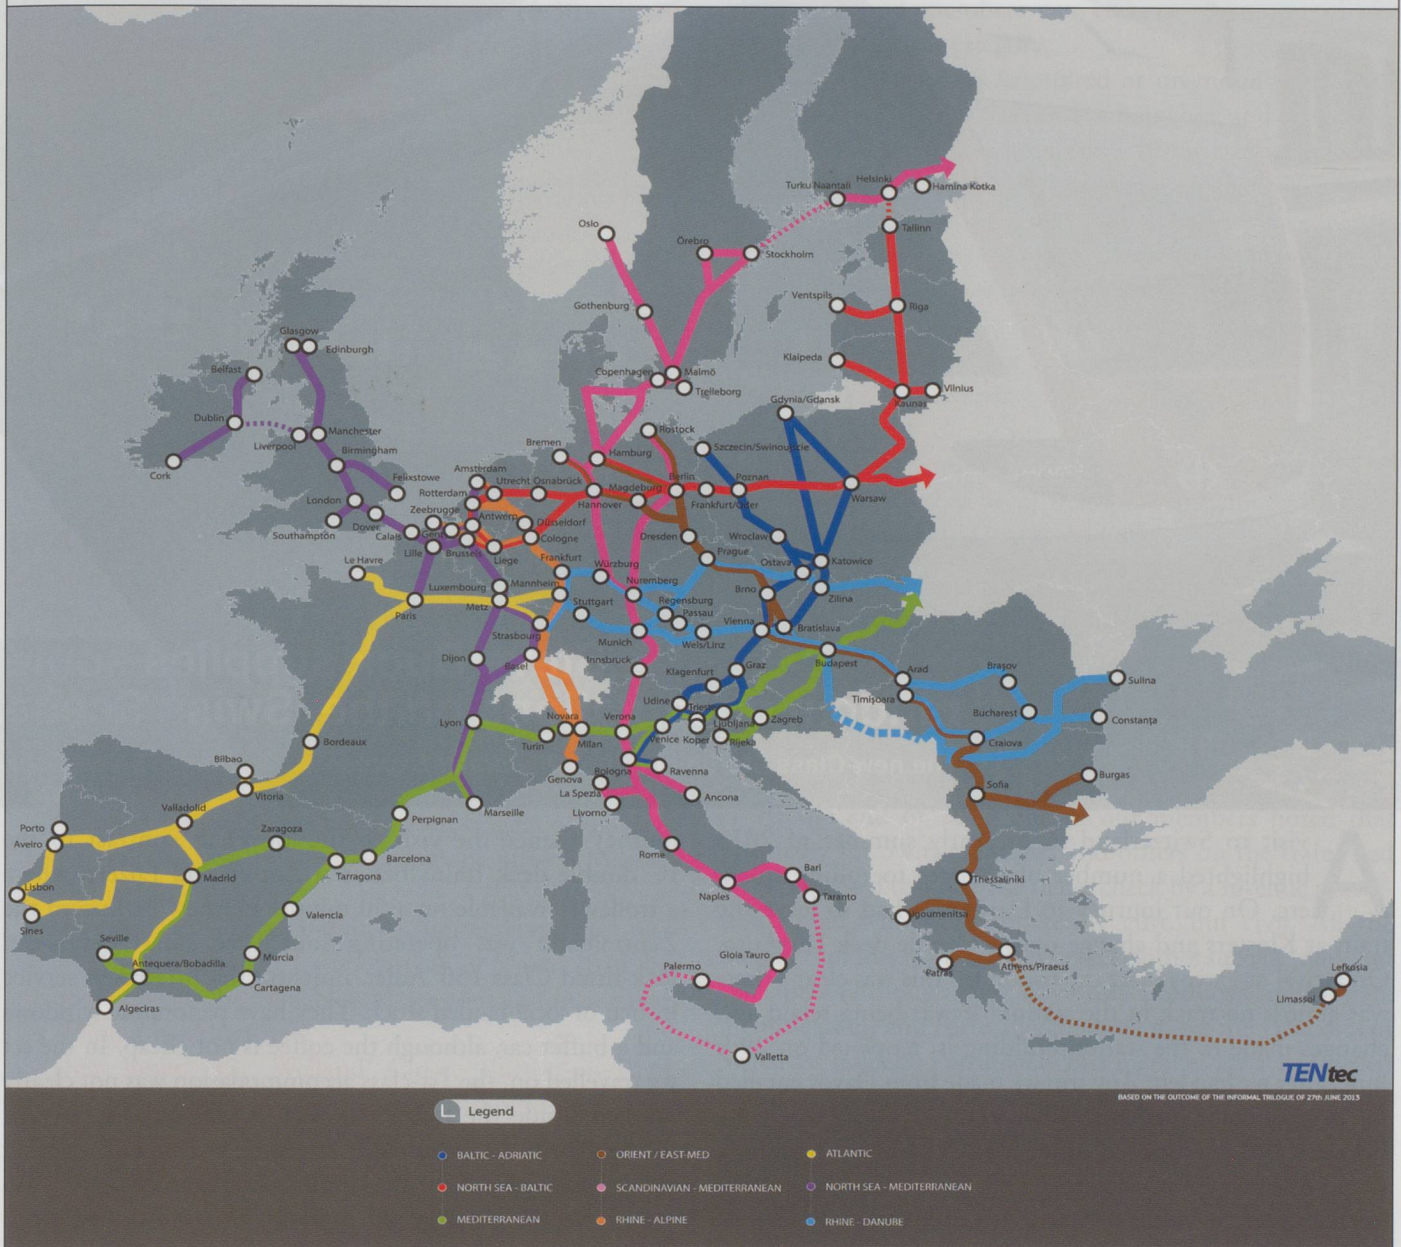 Helsinki
Turku Naantali
Hamina Kotka
Oslo
Tallinn
Örebro
Stockholm
Ventspils
Riga
Gothenburg
Glasgow
Edinburgh
Klaipeda
Belfast
Copenhagen
Malmö
Trelleborg
Vilnius
Kaunas
Gdynia/Gdansk
Dublin
Liverpool
Manchester
Rostock
Bremen
Hamburg
Szczecin/Swinoujscie
Birmingham
Cork
Felixstowe
Amsterdam
Utrecht
Osnabrück
Berlin
Poznan
Rotterdam
Magdeburg
Hannover
Frankfurt/Oder
Warsaw
London
Zeebrugge
Antwerp
Düsseldorf
Southampton
Dover
Calais
Gent
Cologne
Dresden
Wroclaw
Lille
Brussels
Liege
Le Havre
Frankfurt
Würzburg
Prague
Ostava
Katowice
Luxembourg
Mannheim
Nuremberg
Brno
Zilina
Metz
Stuttgart
Regensburg
Passau
Paris
Strasbourg
Munich
Wels/Linz
Vienna
Bratislava
Dijon
Basel
Innsbruck
Klagenfurt
Graz
Budapest
Arad
Braşov
Sulina
Timişoara
Udine
Trieste
Lyon
Novara
Verona
Ljubljana
Zagreb
Bucharest
Constanţa
Turin
Milan
Venice
Koper
Rijeka
Craiova
Bordeaux
Bilbao
Vitoria
Genova
Bologna
Ravenna
Burgas
La Spezia
Ancona
Sofia
Livorno
Marseille
Valladolid
Perpignan
Porto
Aveiro
Zaragoza
Barcelona
Tarragona
Rome
Bari
Madrid
Lisbon
Sines
Naples
Taranto
Thessaliniki
Valencia
Igoumenitsa
Seville
Murcia
Antequera/Bobadilla
Cartagena
Algeciras
Gioia Tauro
Palermo
Patras
Athens/Piraeus
Lefkosia
Limassol
Valletta
TENtec
BASED ON THE OUTCOME OF THE INFORMAL TRILOGUE OF 27th JUNE 2013
Legend
BALTIC - ADRIATIC
ORIENT / EAST-MED
ATLANTIC
NORTH SEA - BALTIC
SCANDINAVIAN - MEDITERRANEAN
NORTH SEA - MEDITERRANEAN
MEDITERRANEAN
RHINE - ALPINE
RHINE - DANUBE